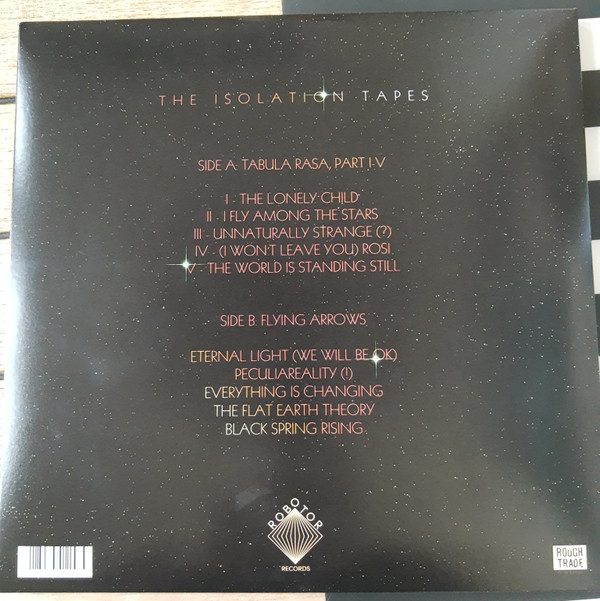 THE ISOLATION TAPES
SIDE A: TABULA RASA, PART I-V
I - THE LONELY CHILD
II - I FLY AMONG THE STARS
III - UNNATURALLY STRANGE (?)
IV - (I WON'T LEAVE YOU) ROSI
V - THE WORLD IS STANDING STILL
SIDE B: FLYING ARROWS
ETERNAL LIGHT (WE WILL BE OK)
PECULIAREALITY (!)
EVERYTHING IS CHANGING
THE FLAT EARTH THEORY
BLACK SPRING RISING
ROBOTOR
RECORDS
ROUGH
TRADE